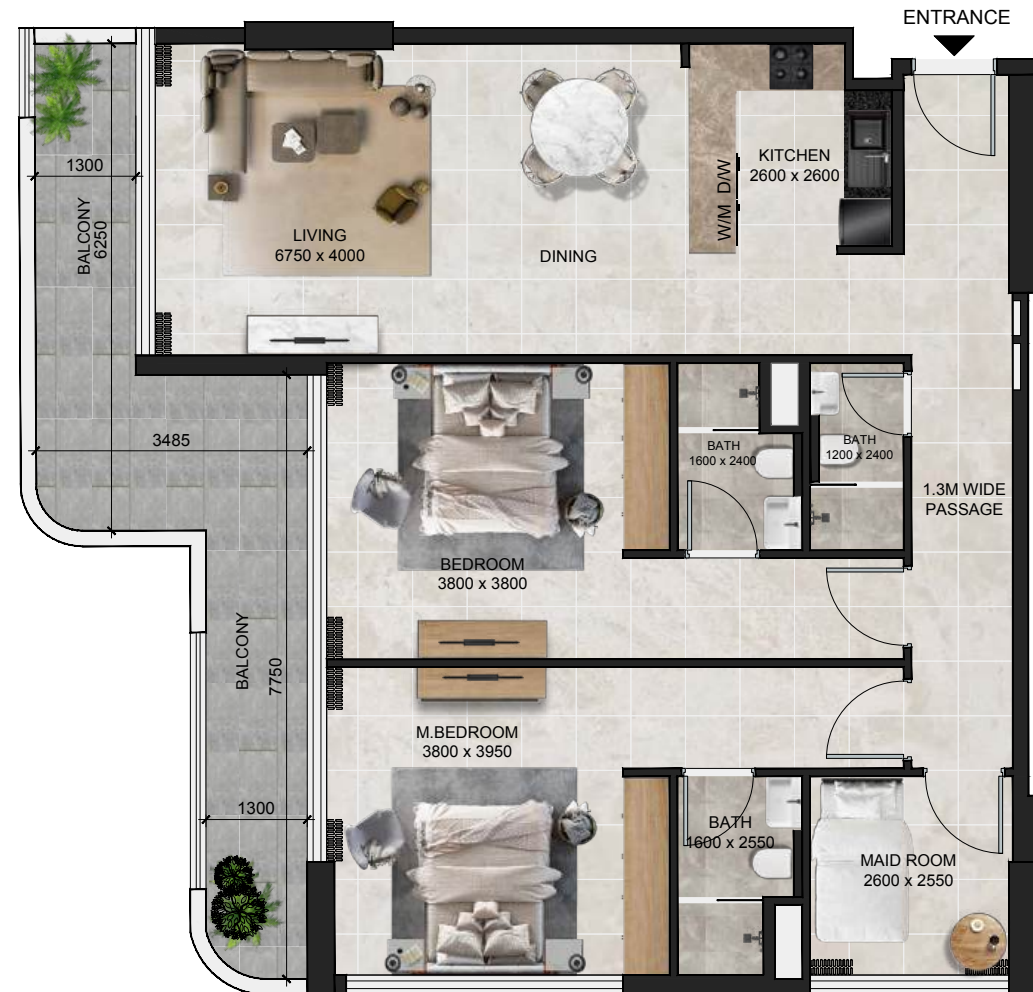 ENTRANCE
1300
BALCONY
6250
LIVING
6750 x 4000
DINING
W/M D/W
KITCHEN
2600 x 2600
3485
BATH
1600 x 2400
BATH
1200 x 2400
1.3M WIDE
PASSAGE
BEDROOM
3800 x 3800
BALCONY
7750
M.BEDROOM
3800 x 3950
1300
BATH
1600 x 2550
MAID ROOM
2600 x 2550